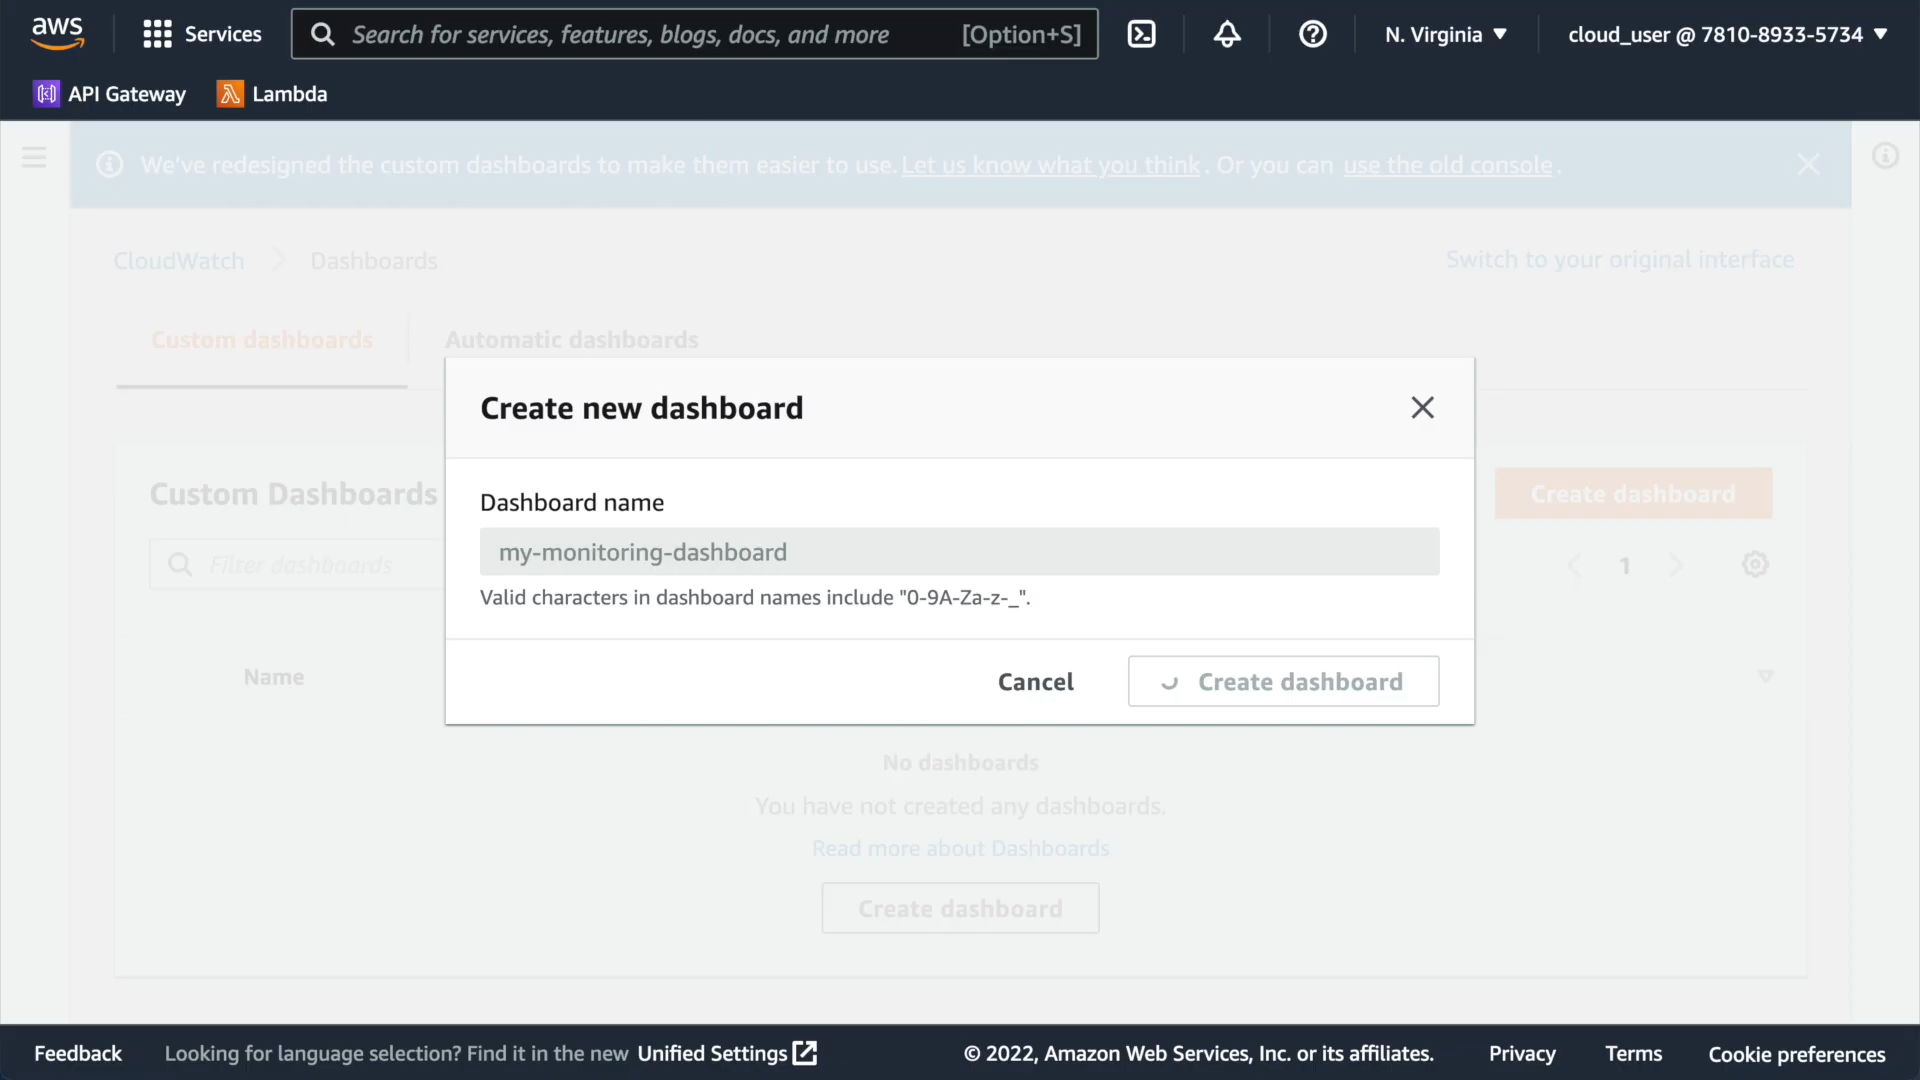 aws
Services
Search for services, features, blogs, docs, and more
[Option+S]
N. Virginia
cloud_user @ 7810-8933-5734
API Gateway
Lambda
We've redesigned the custom dashboards to make them easier to use. Let us know what you think. Or you can use the old console.
CloudWatch
Dashboards
Switch to your original interface
Custom dashboards
Automatic dashboards
Create new dashboard
Custom Dashboards
Create dashboard
Dashboard name
my-monitoring-dashboard
Valid characters in dashboard names include "0-9A-Za-z-_".
Filter dashboards
1
Cancel
Create dashboard
Name
No dashboards
You have not created any dashboards.
Read more about Dashboards
Create dashboard
Feedback
Looking for language selection? Find it in the new Unified Settings
© 2022, Amazon Web Services, Inc. or its affiliates.
Privacy
Terms
Cookie preferences